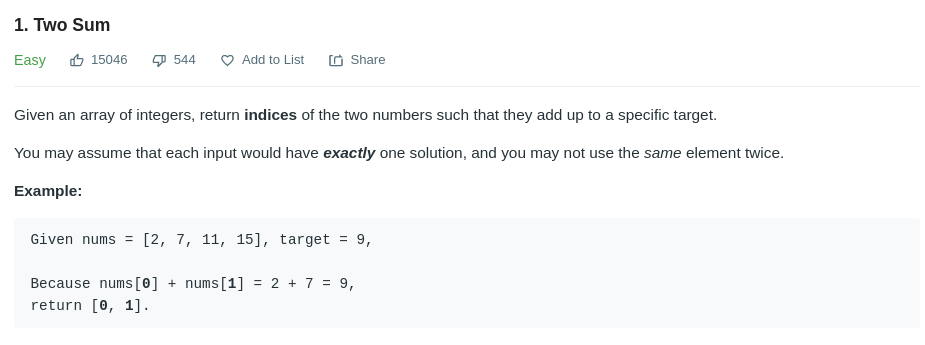 1. Two Sum
Easy 15046 544 Add to List Share
Given an array of integers, return indices of the two numbers such that they add up to a specific target.
You may assume that each input would have exactly one solution, and you may not use the same element twice.
Example:
Given nums = [2, 7, 11, 15], target = 9,
Because nums[0] + nums[1] = 2 + 7 = 9,
return [0, 1].